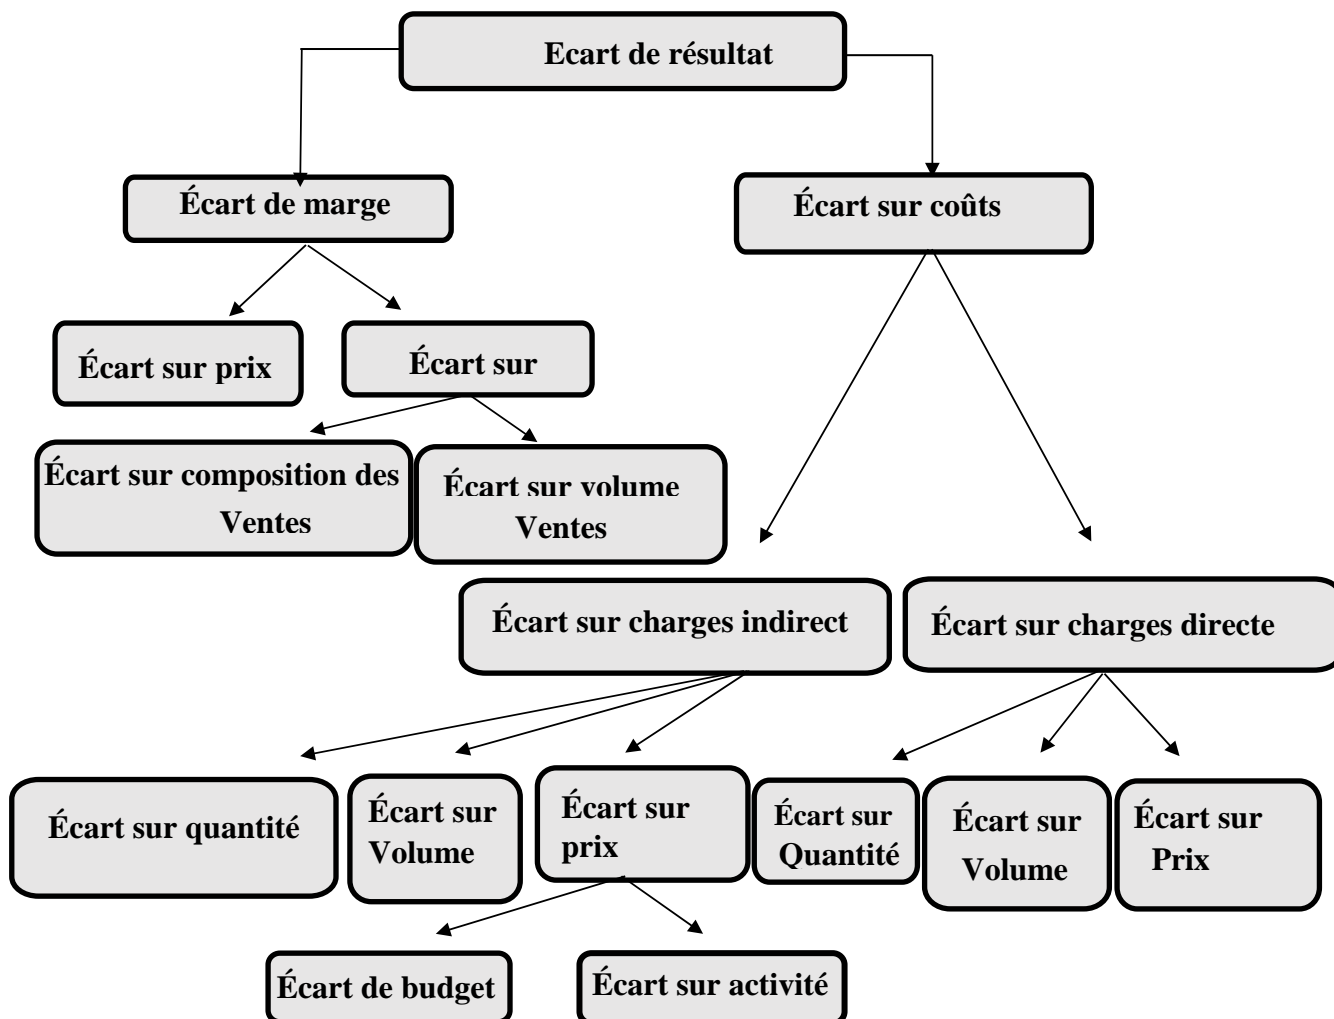 Ecart de résultat
Écart de marge
Écart sur coûts
Écart sur prix
Écart sur
Écart sur composition des
Ventes
Écart sur volume
Ventes
Écart sur charges indirect
Écart sur charges directe
Écart sur quantité
Écart sur
Volume
Écart sur
prix
Écart sur
Quantité
Écart sur
Volume
Écart sur
Prix
Écart de budget
Écart sur activité